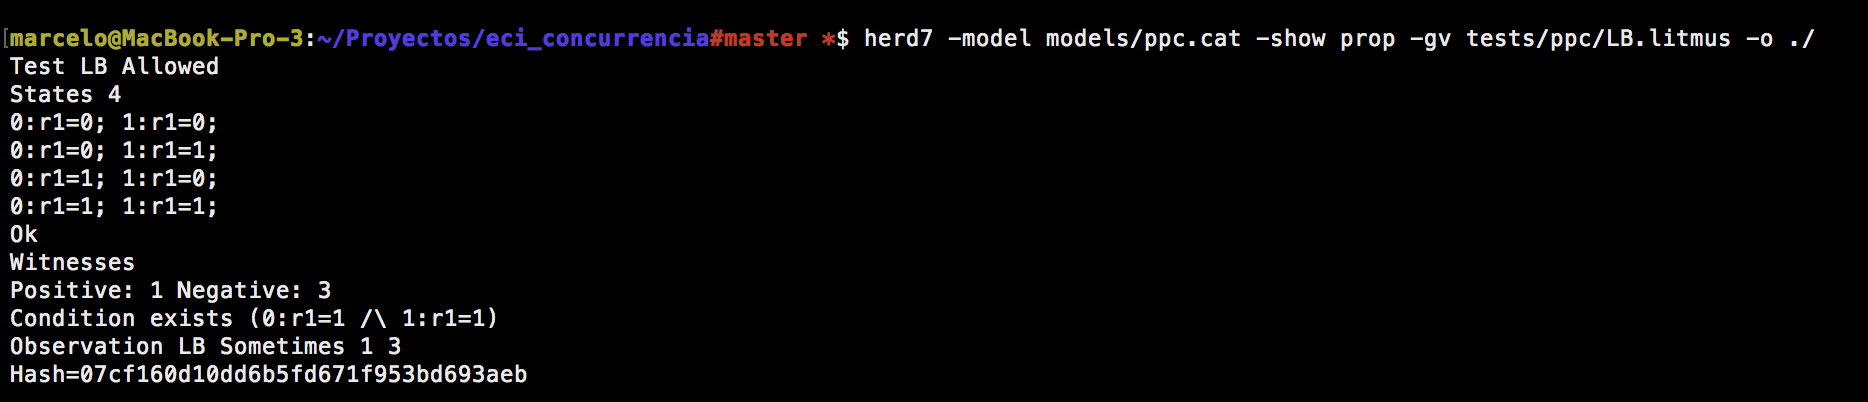 [marcelo@MacBook-Pro-3:~/Proyectos/eci_concurrencia#master *$ herd7 -model models/ppc.cat -show prop -gv tests/ppc/LB.litmus -o ./
Test LB Allowed
States 4
0:r1=0; 1:r1=0;
0:r1=0; 1:r1=1;
0:r1=1; 1:r1=0;
0:r1=1; 1:r1=1;
Ok
Witnesses
Positive: 1 Negative: 3
Condition exists (0:r1=1 /\ 1:r1=1)
Observation LB Sometimes 1 3
Hash=07cf160d10dd6b5fd671f953bd693aeb